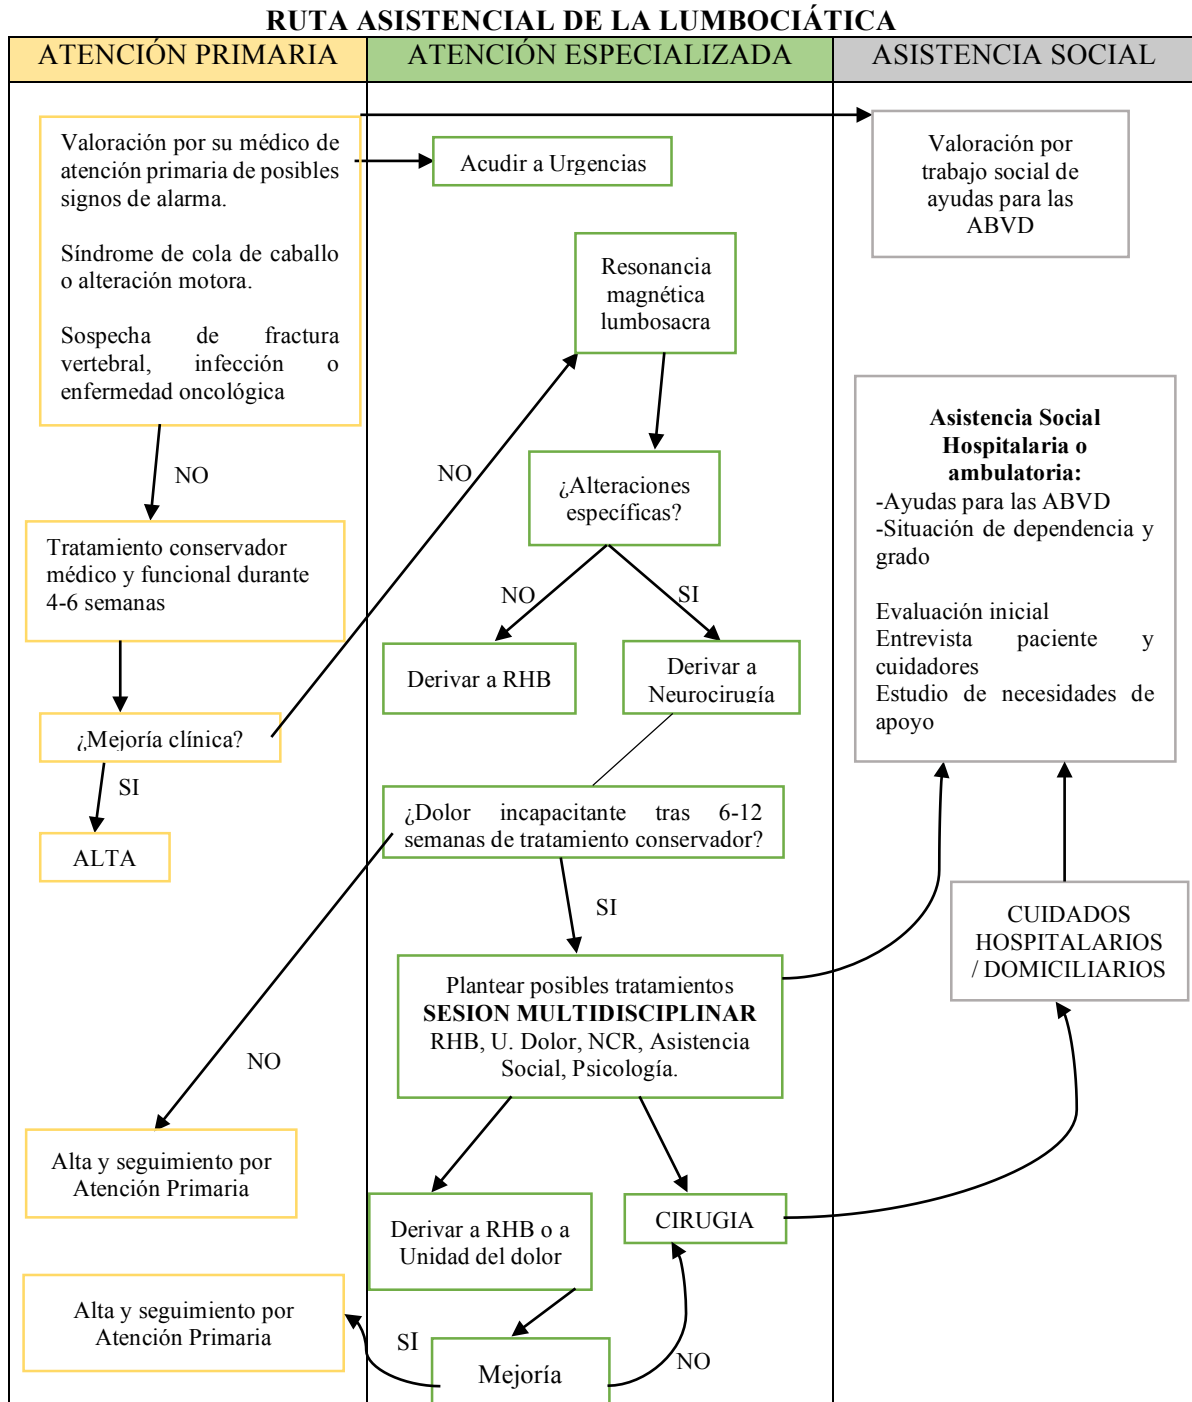 RUTA ASISTENCIAL DE LA LUMBOCIÁTICA
ATENCIÓN PRIMARIA
ATENCIÓN ESPECIALIZADA
ASISTENCIA SOCIAL
Valoración por su médico de
atención primaria de posibles
signos de alarma.
Síndrome de cola de caballo
o alteración motora.
Sospecha de fractura
vertebral, infección o
enfermedad oncológica
Acudir a Urgencias
Valoración por
trabajo social de
ayudas para las
ABVD
Resonancia
magnética
lumbosacra
NO
NO
¿Alteraciones
específicas?
Asistencia Social
Hospitalaria o
ambulatoria:
-Ayudas para las ABVD
-Situación de dependencia y
grado
Evaluación inicial
Entrevista paciente y
cuidadores
Estudio de necesidades de
apoyo
Tratamiento conservador
médico y funcional durante
4-6 semanas
NO
SI
Derivar a RHB
Derivar a
Neurocirugía
¿Mejoría clínica?
SI
ALTA
¿Dolor incapacitante tras 6-12
semanas de tratamiento conservador?
SI
CUIDADOS
HOSPITALARIOS
/ DOMICILIARIOS
Plantear posibles tratamientos
SESION MULTIDISCIPLINAR
RHB, U. Dolor, NCR, Asistencia
Social, Psicología.
NO
Alta y seguimiento por
Atención Primaria
Derivar a RHB o a
Unidad del dolor
CIRUGIA
Alta y seguimiento por
Atención Primaria
SI
Mejoría
NO